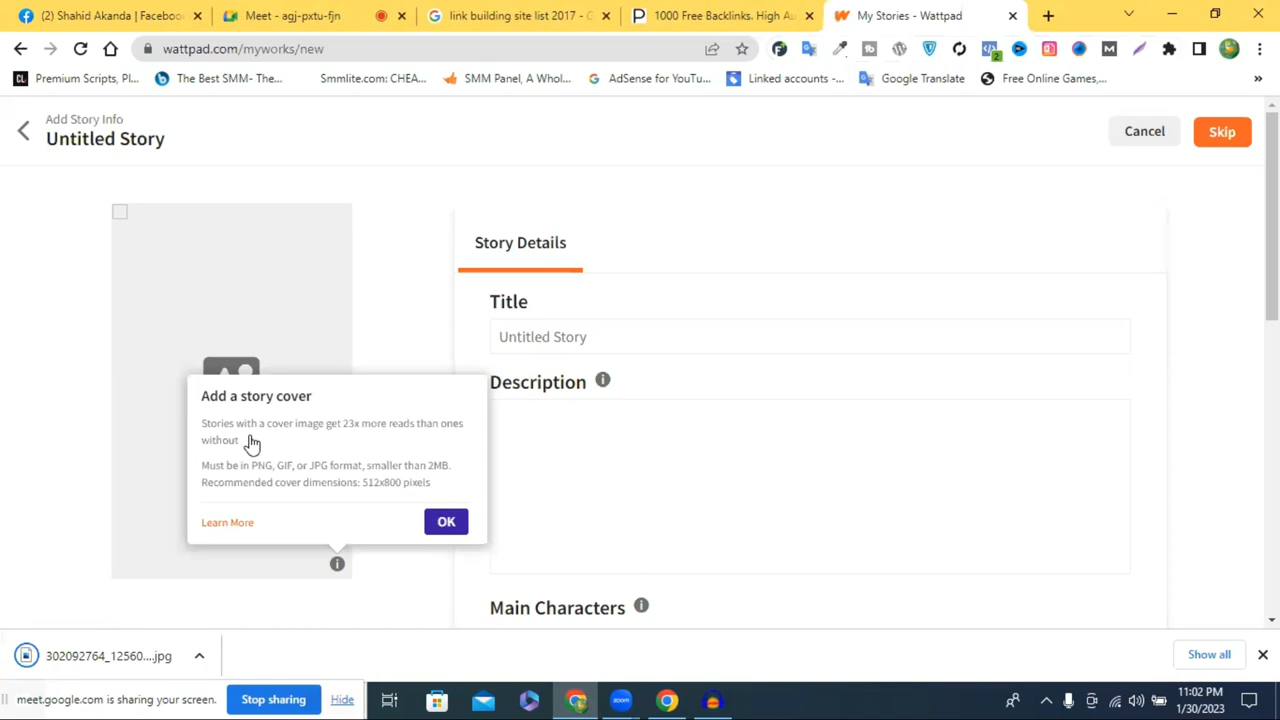 (2) Shahid Akanda | Faceboo
Meet - agj-pxtu-fjn
link building site list 2017 - G
1000 Free Backlinks. High Au
My Stories - Wattpad
wattpad.com/myworks/new
2
Premium Scripts, Pl...
The Best SMM- The...
Smmlite.com: CHEA...
SMM Panel, A Whol...
AdSense for YouTu...
Linked accounts -...
Google Translate
Free Online Games,...
»
Add Story Info
Untitled Story
Cancel
Skip
Story Details
Title
Untitled Story
Description
Add a story cover
Stories with a cover image get 23x more reads than ones
without
Must be in PNG, GIF, or JPG format, smaller than 2MB.
Recommended cover dimensions: 512x800 pixels
Learn More
OK
Main Characters
302092764_12560....jpg
Show all
meet.google.com is sharing your screen.
Stop sharing
Hide
zoom
11:02 PM
1/30/2023